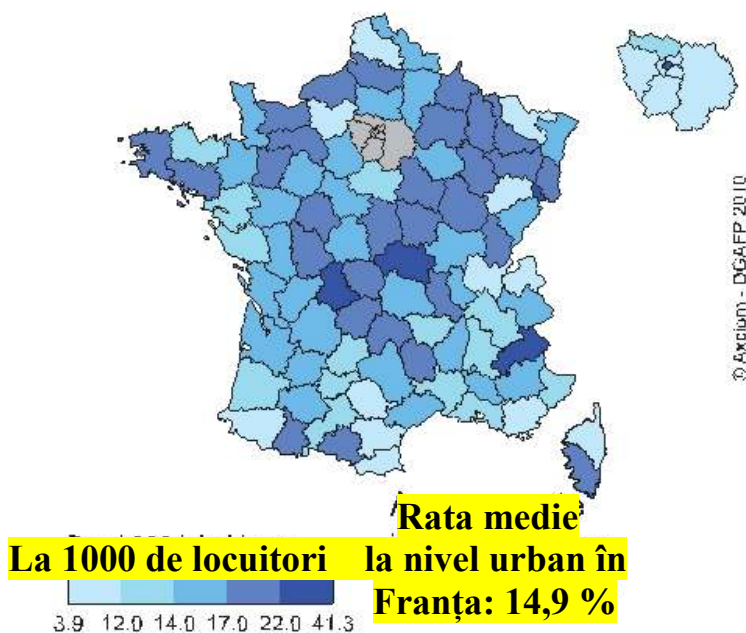 © Axciom - DGAFP 2010
Rata medie
La 1000 de locuitori la nivel urban în
Franța: 14,9 %
3.9 12.0 14.0 17.0 22.0 41.3